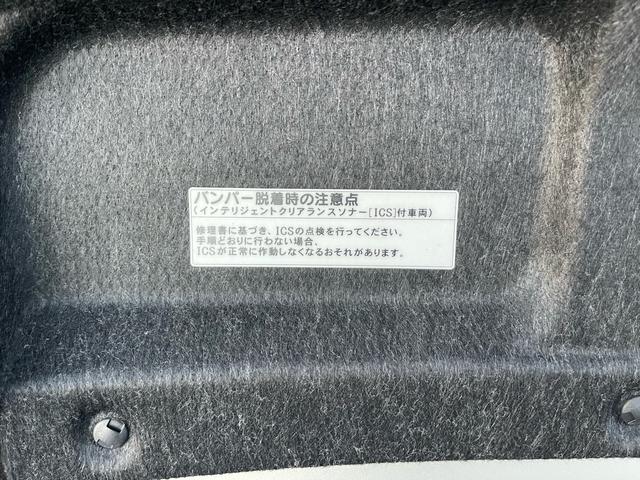 バンパー脱着時の注意点
(インテリジェントクリアランスソナー[ICS]付車両)
修理書に基づき、ICSの点検を行ってください。
手順どおりに行わない場合、
ICSが正常に作動しなくなるおそれがあります。